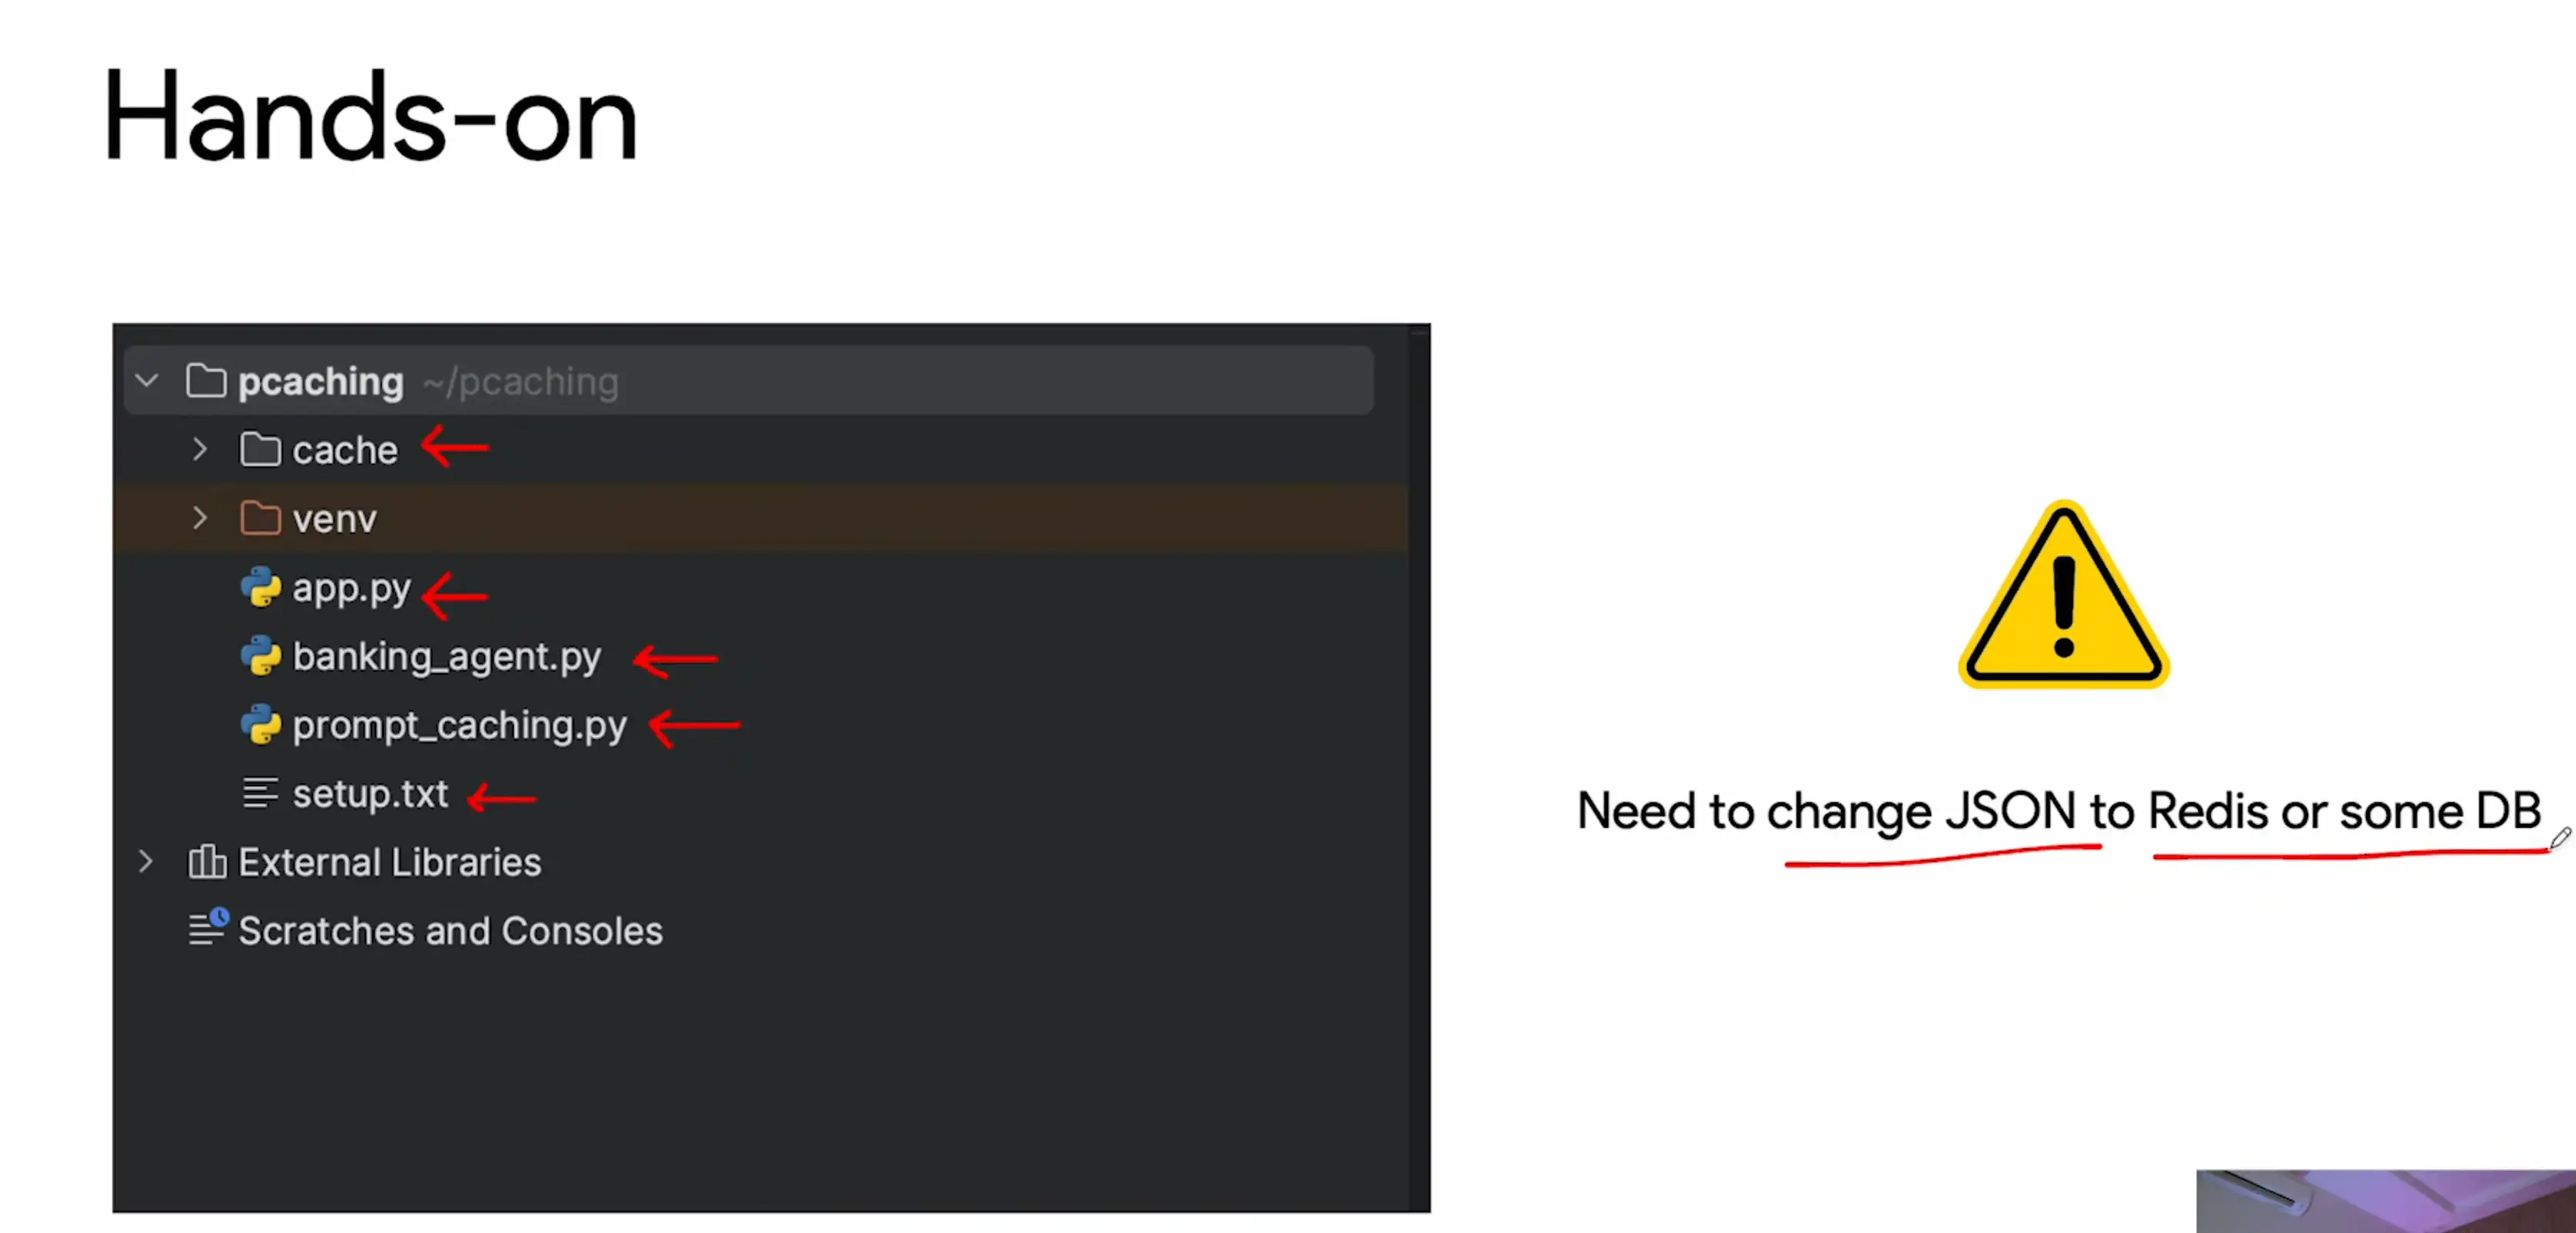 Hands-on
pcaching ~/pcaching
cache
venv
app.py
banking_agent.py
prompt_caching.py
setup.txt
External Libraries
Scratches and Consoles
Need to change JSON to Redis or some DB